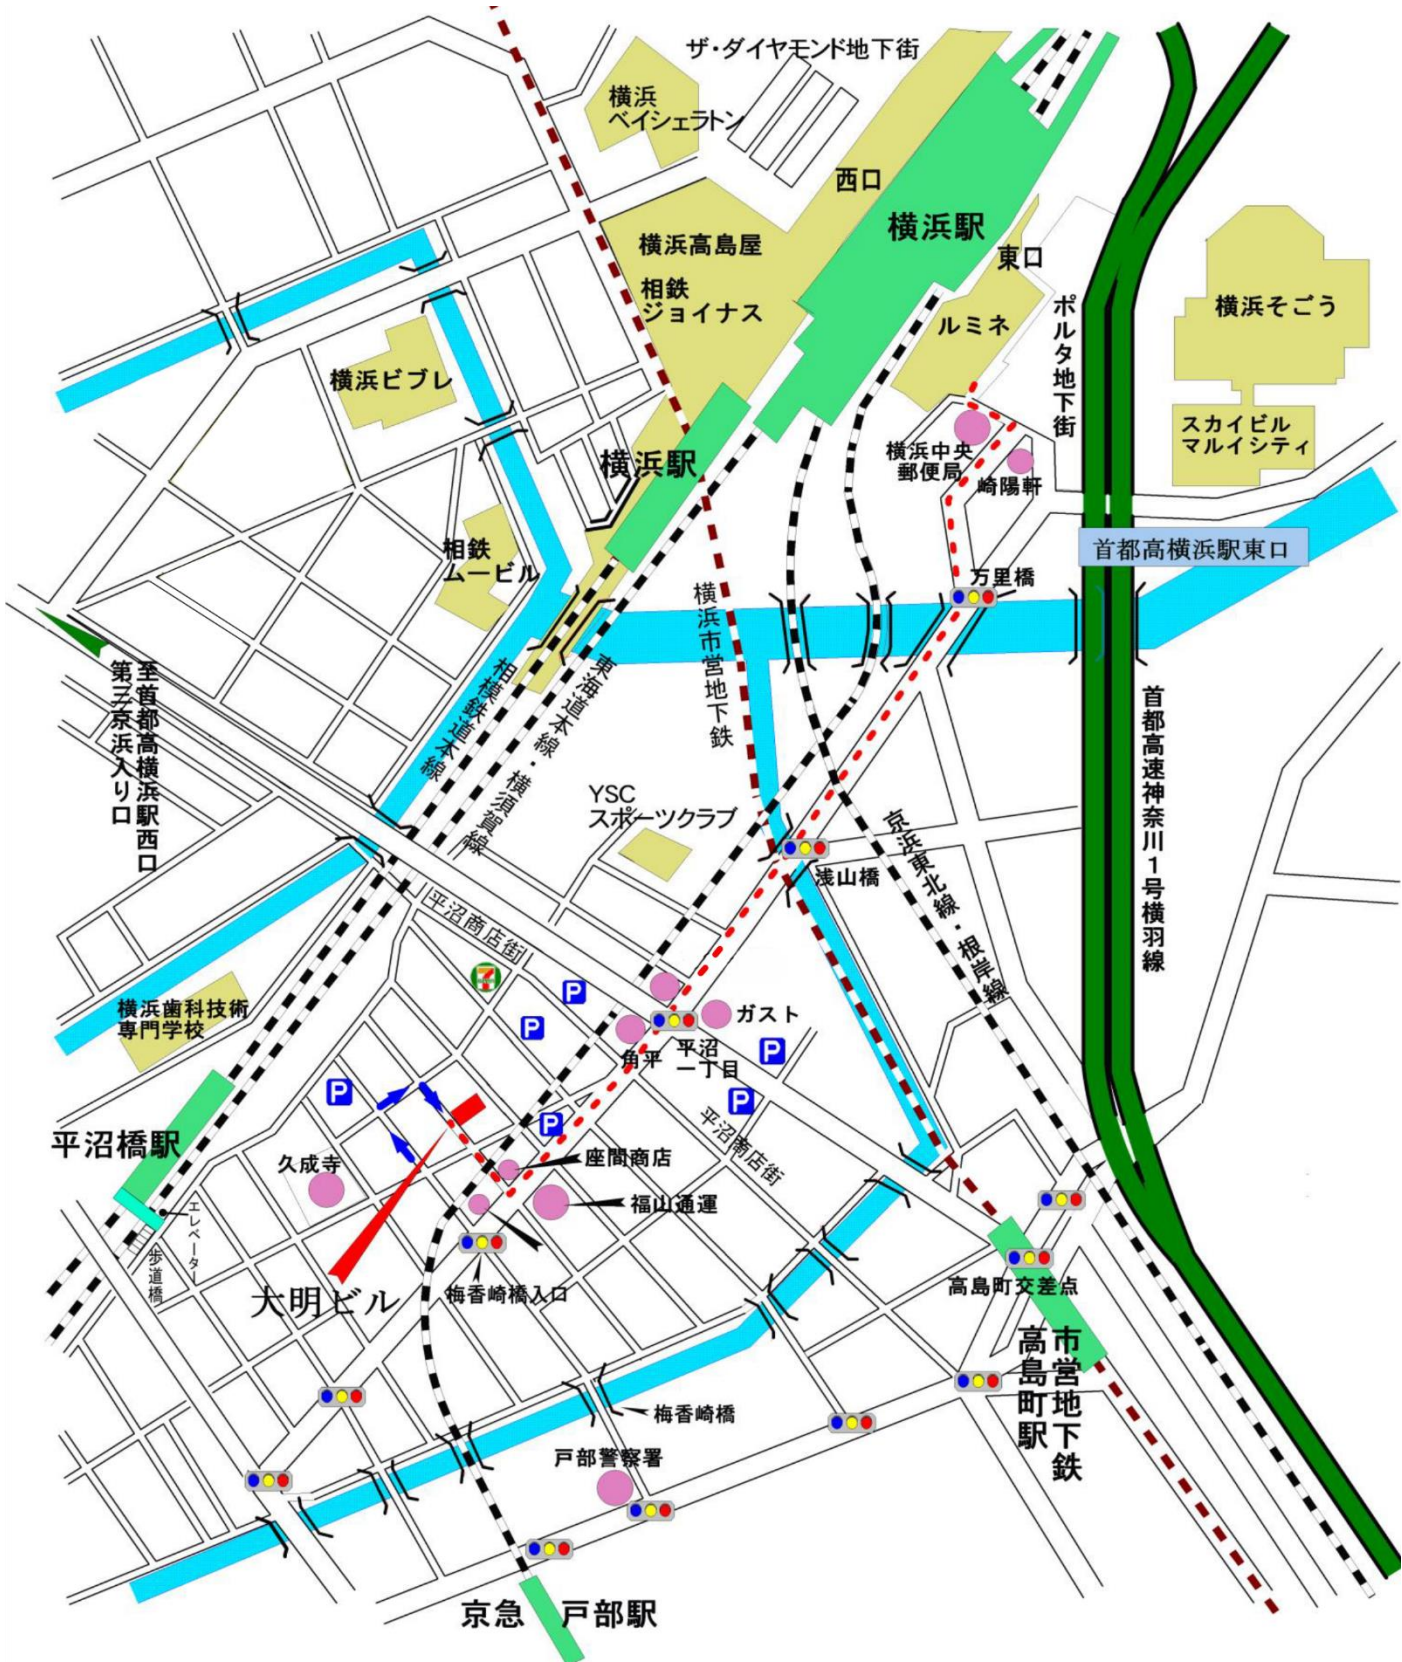 ザ・ダイヤモンド地下街
横浜
ベイシェラトン
西口
横浜駅
横浜高島屋
相鉄
ジョイナス
東口
ルミネ
ポルタ地下街
横浜そごう
横浜ビブレ
スカイビル
マルイシティ
横浜駅
横浜中央
郵便局
崎陽軒
相鉄
ムービル
首都高横浜駅東口
万里橋
横浜市営地下鉄
東海道本線・横須賀線
相模鉄道本線
至首都高横浜駅西口
第三京浜入り口
首都高速神奈川1号横羽線
YSC
スポーツクラブ
京浜東北線・根岸線
浅山橋
平沼商店街
7
横浜歯科技術
専門学校
P
P
ガスト
角平
平沼
一丁目
P
P
P
P
平沼商店街
平沼橋駅
久成寺
座間商店
福山通運
エレベーター
歩道橋
大明ビル
梅香崎橋入口
高島町交差点
市営地下鉄
高島町駅
梅香崎橋
戸部警察署
京急 戸部駅